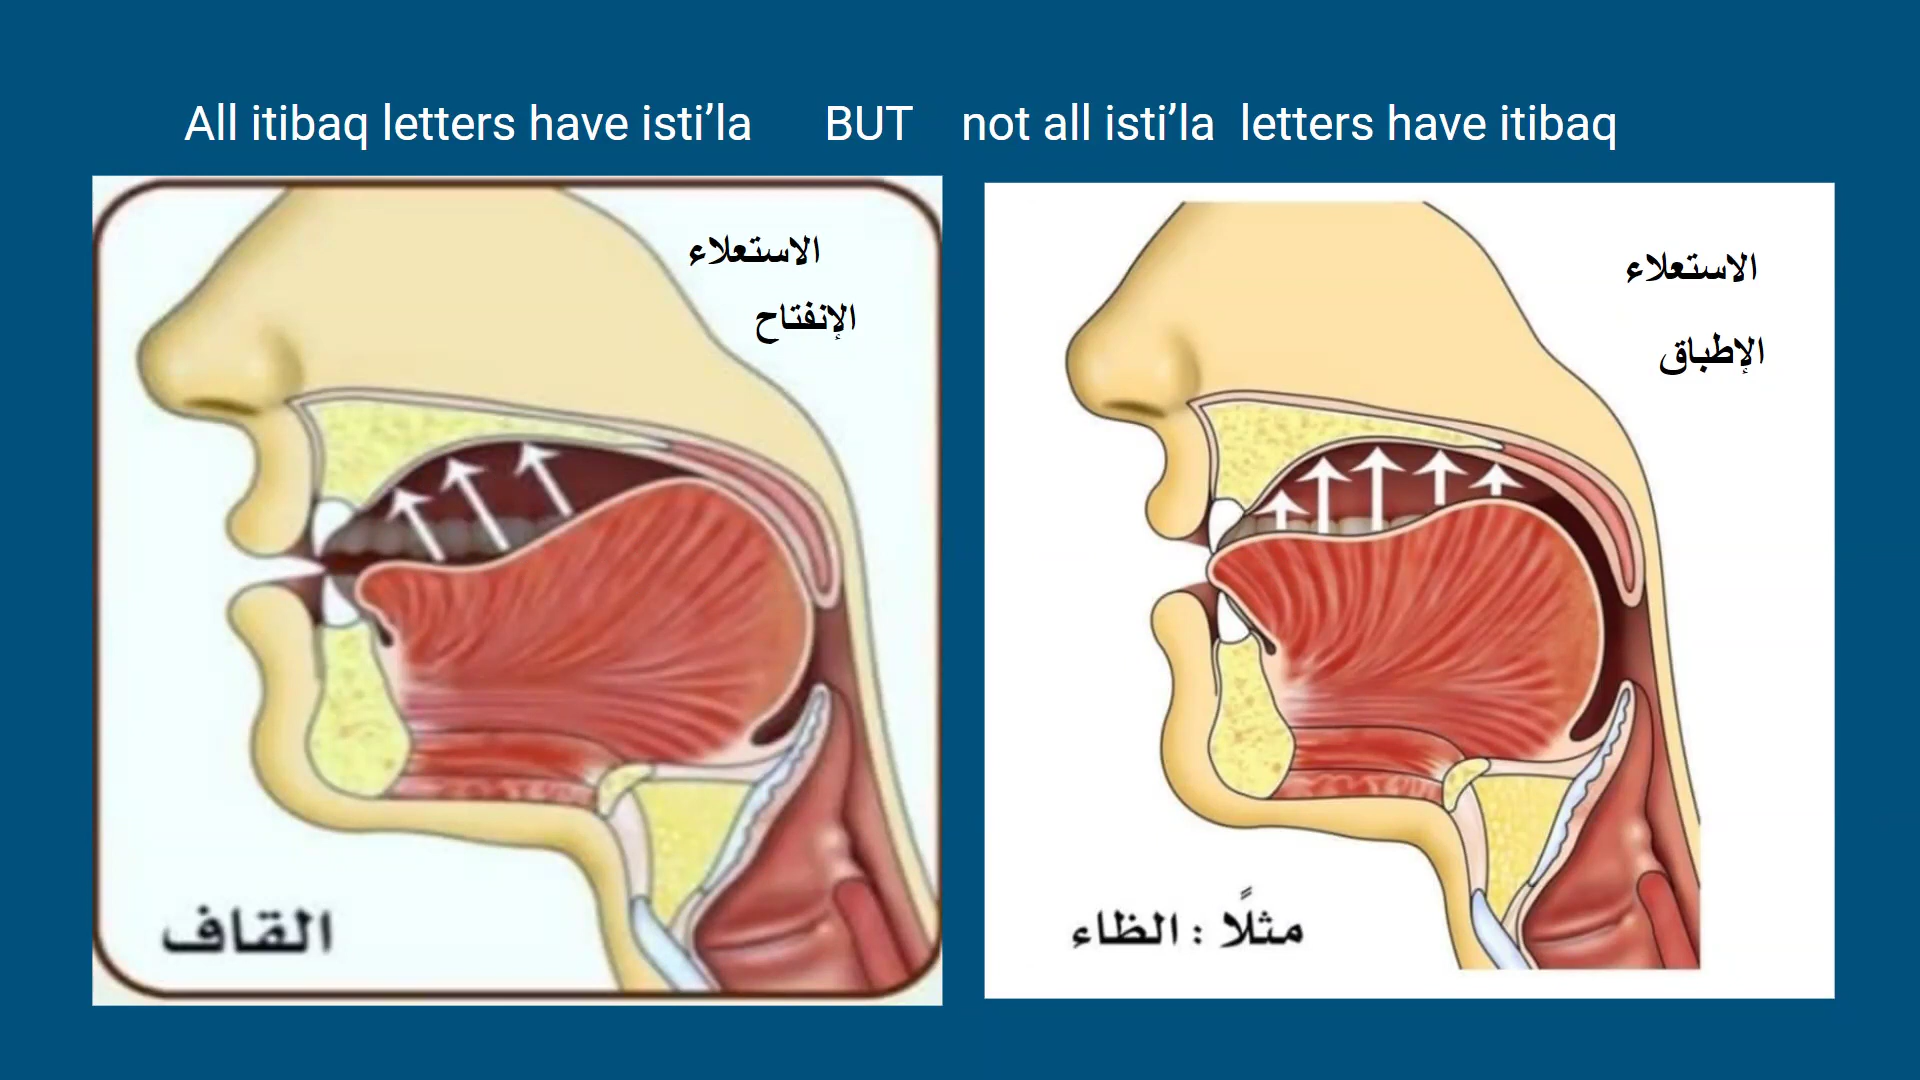 All itibaq letters have isti’la BUT not all isti’la letters have itibaq
الاستعلاء
الإنفتاح
القاف
الاستعلاء
الإطباق
مثلًا : الظاء